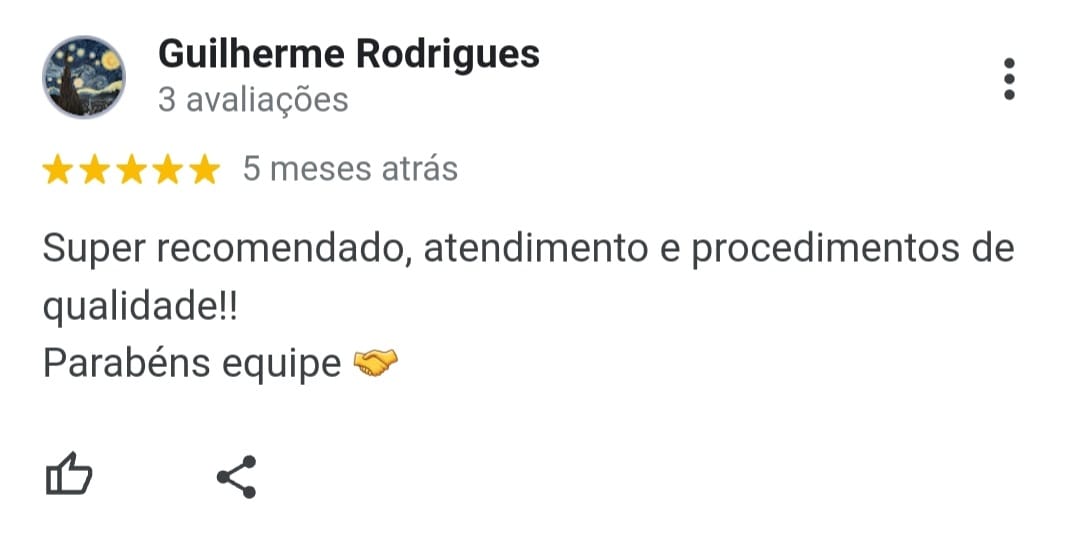 Guilherme Rodrigues
3 avaliações
5 meses atrás
Super recomendado, atendimento e procedimentos de
qualidade!!
Parabéns equipe 🤝